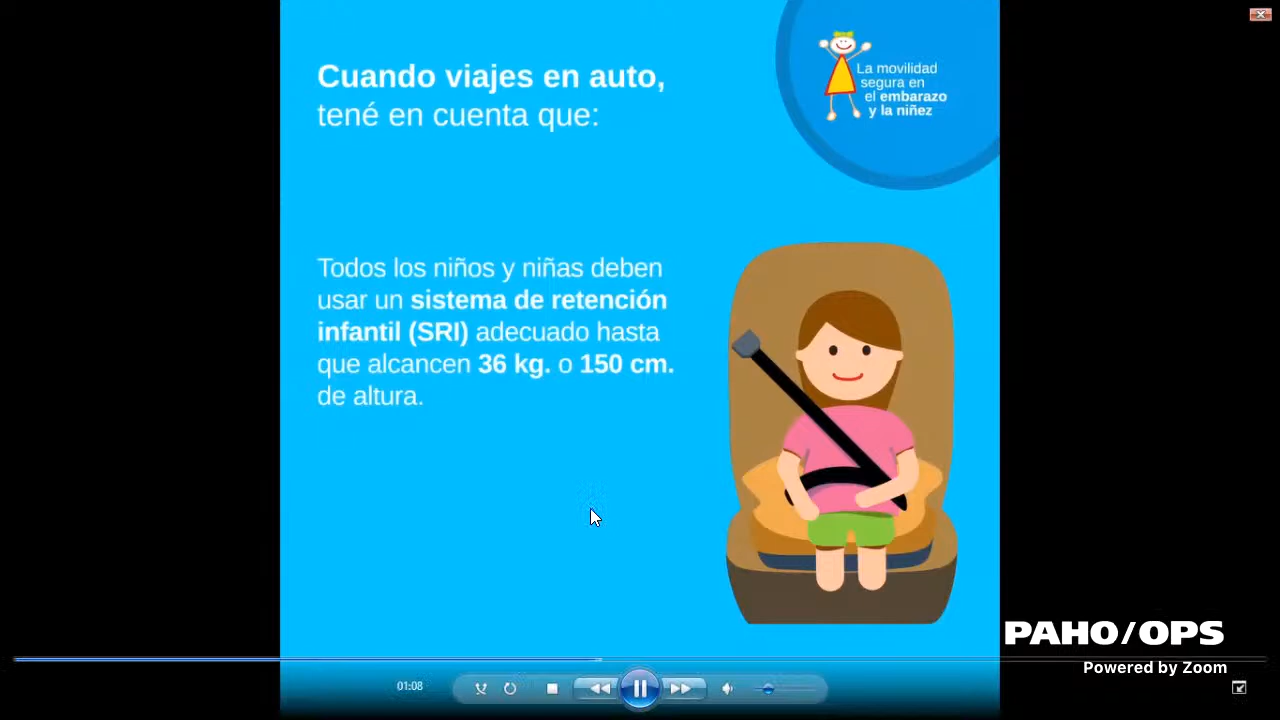 Cuando viajes en auto,
tené en cuenta que:
La movilidad
segura en
el embarazo
y la niñez
Todos los niños y niñas deben
usar un sistema de retención
infantil (SRI) adecuado hasta
que alcancen 36 kg. o 150 cm.
de altura.
PAHO/OPS
Powered by Zoom
01:08